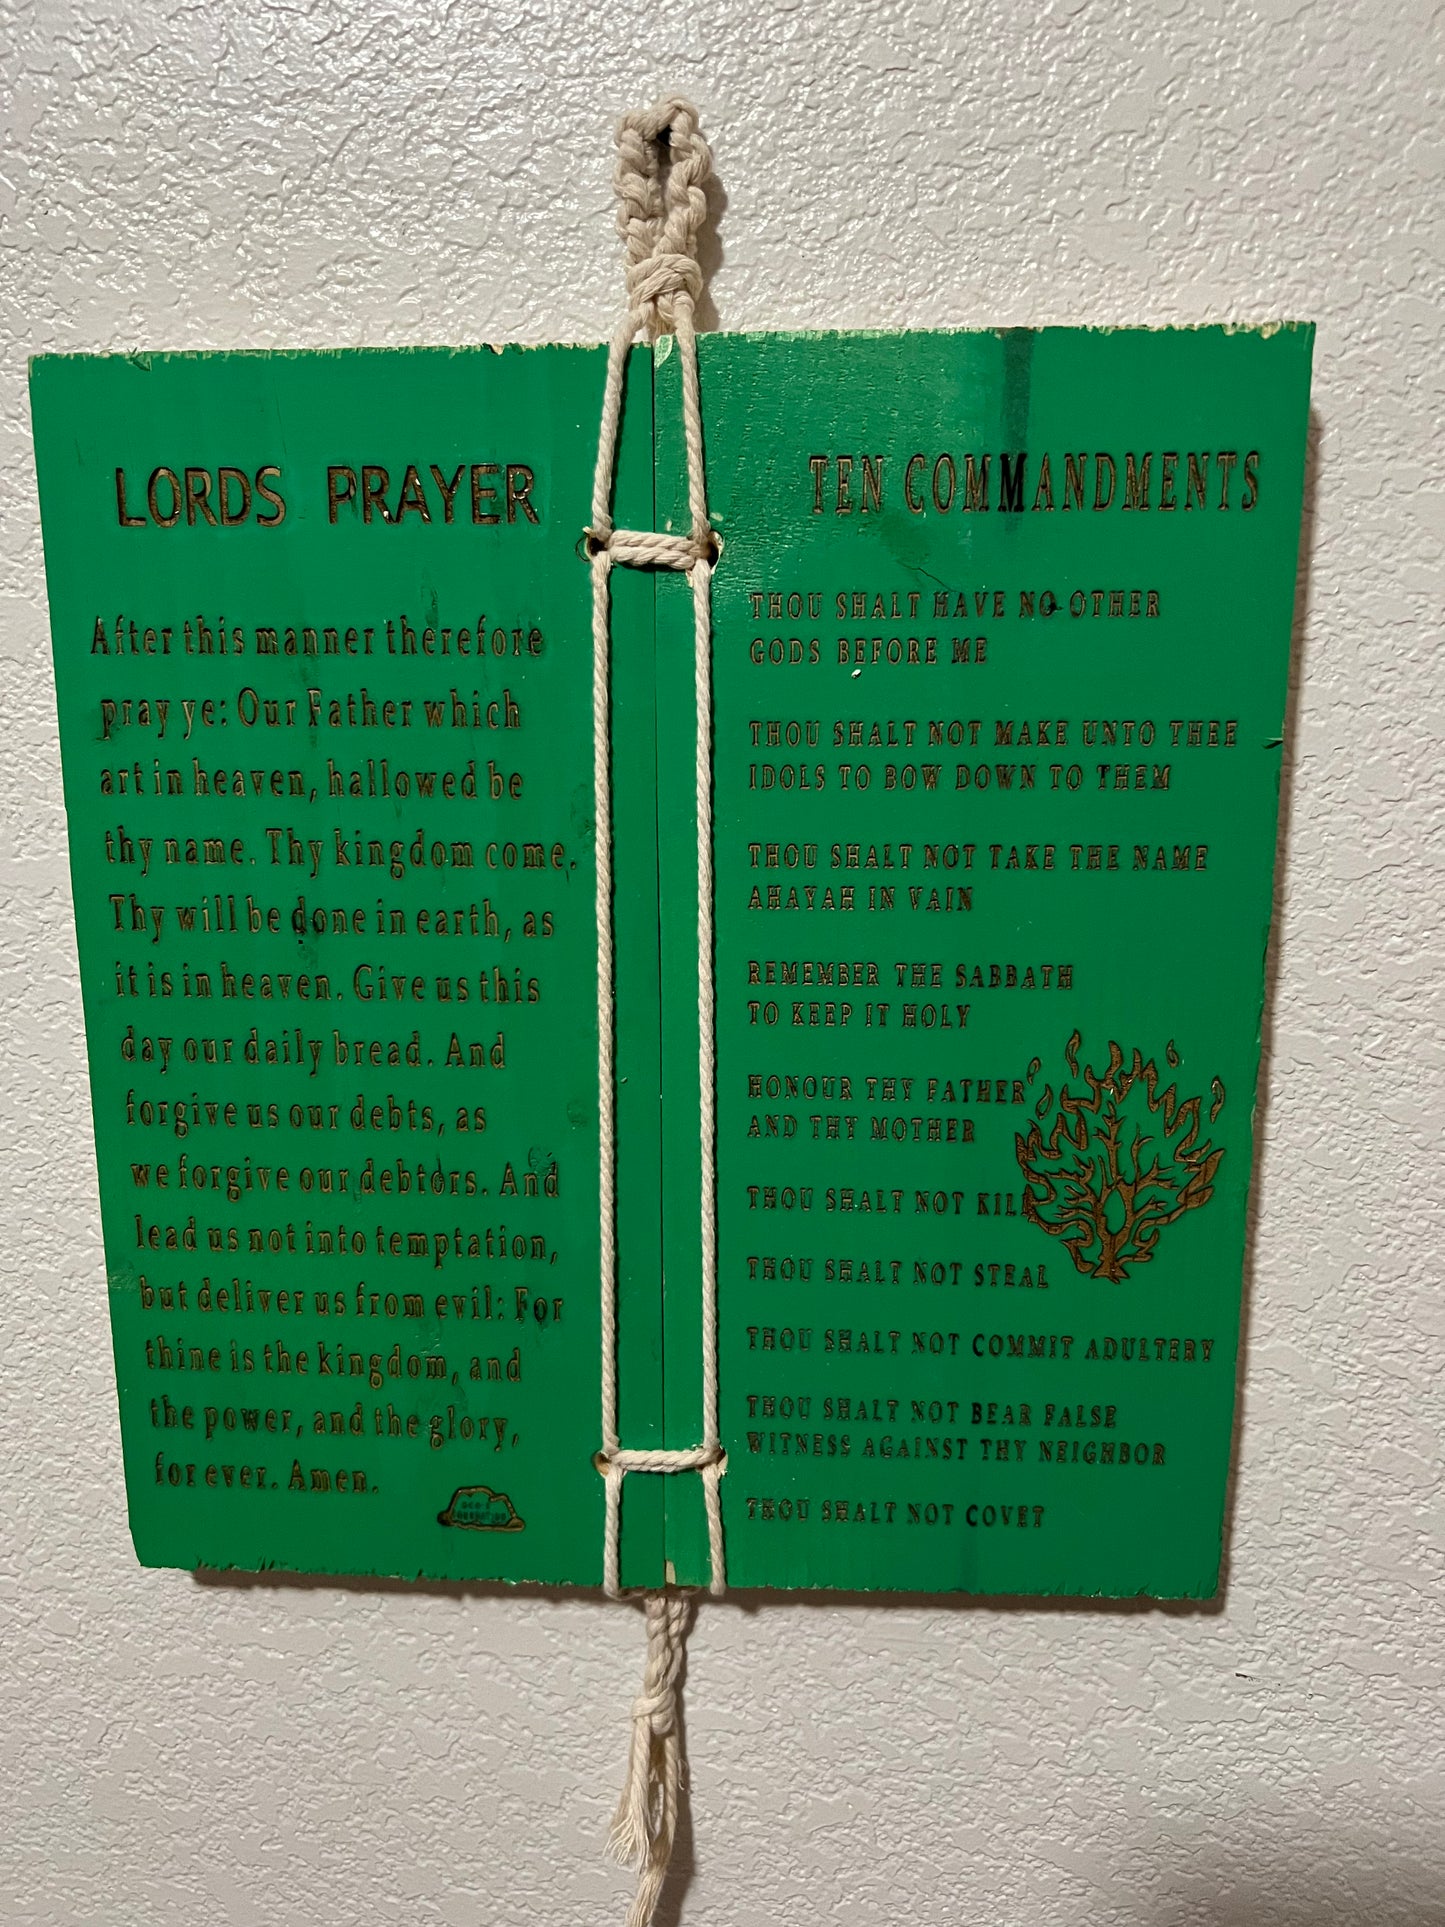 LORDS PRAYER
After this manner therefore
pray ye: Our Father which
art in heaven, hallowed be
thy name. Thy kingdom come.
Thy will be done in earth, as
it is in heaven. Give us this
day our daily bread. And
forgive us our debts, as
we forgive our debtors. And
lead us not into temptation,
but deliver us from evil: For
thine is the kingdom, and
the power, and the glory,
for ever. Amen.
TEN COMMANDMENTS
THOU SHALT HAVE NO OTHER
GODS BEFORE ME
THOU SHALT NOT MAKE UNTO THEE
IDOLS TO BOW DOWN TO THEM
THOU SHALT NOT TAKE THE NAME
AHAYAH IN VAIN
REMEMBER THE SABBATH
TO KEEP IT HOLY
HONOUR THY FATHER
AND THY MOTHER
THOU SHALT NOT KILL
THOU SHALT NOT STEAL
THOU SHALT NOT COMMIT ADULTERY
THOU SHALT NOT BEAR FALSE
WITNESS AGAINST THY NEIGHBOR
THOU SHALT NOT COVET